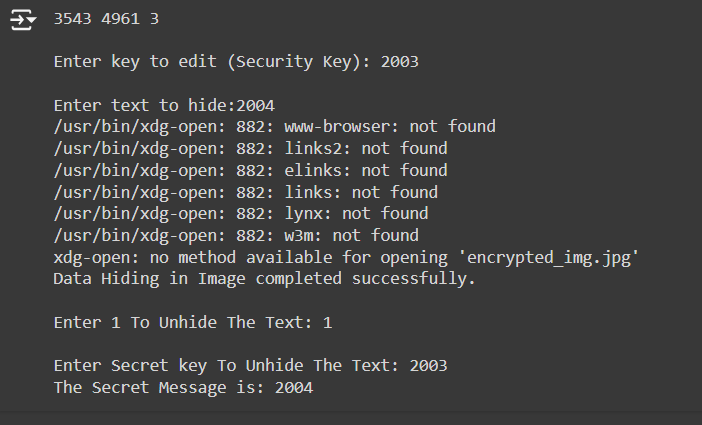 3543 4961 3
Enter key to edit (Security Key): 2003
Enter text to hide:2004
/usr/bin/xdg-open: 882: www-browser: not found
/usr/bin/xdg-open: 882: links2: not found
/usr/bin/xdg-open: 882: elinks: not found
/usr/bin/xdg-open: 882: links: not found
/usr/bin/xdg-open: 882: lynx: not found
/usr/bin/xdg-open: 882: w3m: not found
xdg-open: no method available for opening 'encrypted_img.jpg'
Data Hiding in Image completed successfully.
Enter 1 To Unhide The Text: 1
Enter Secret key To Unhide The Text: 2003
The Secret Message is: 2004